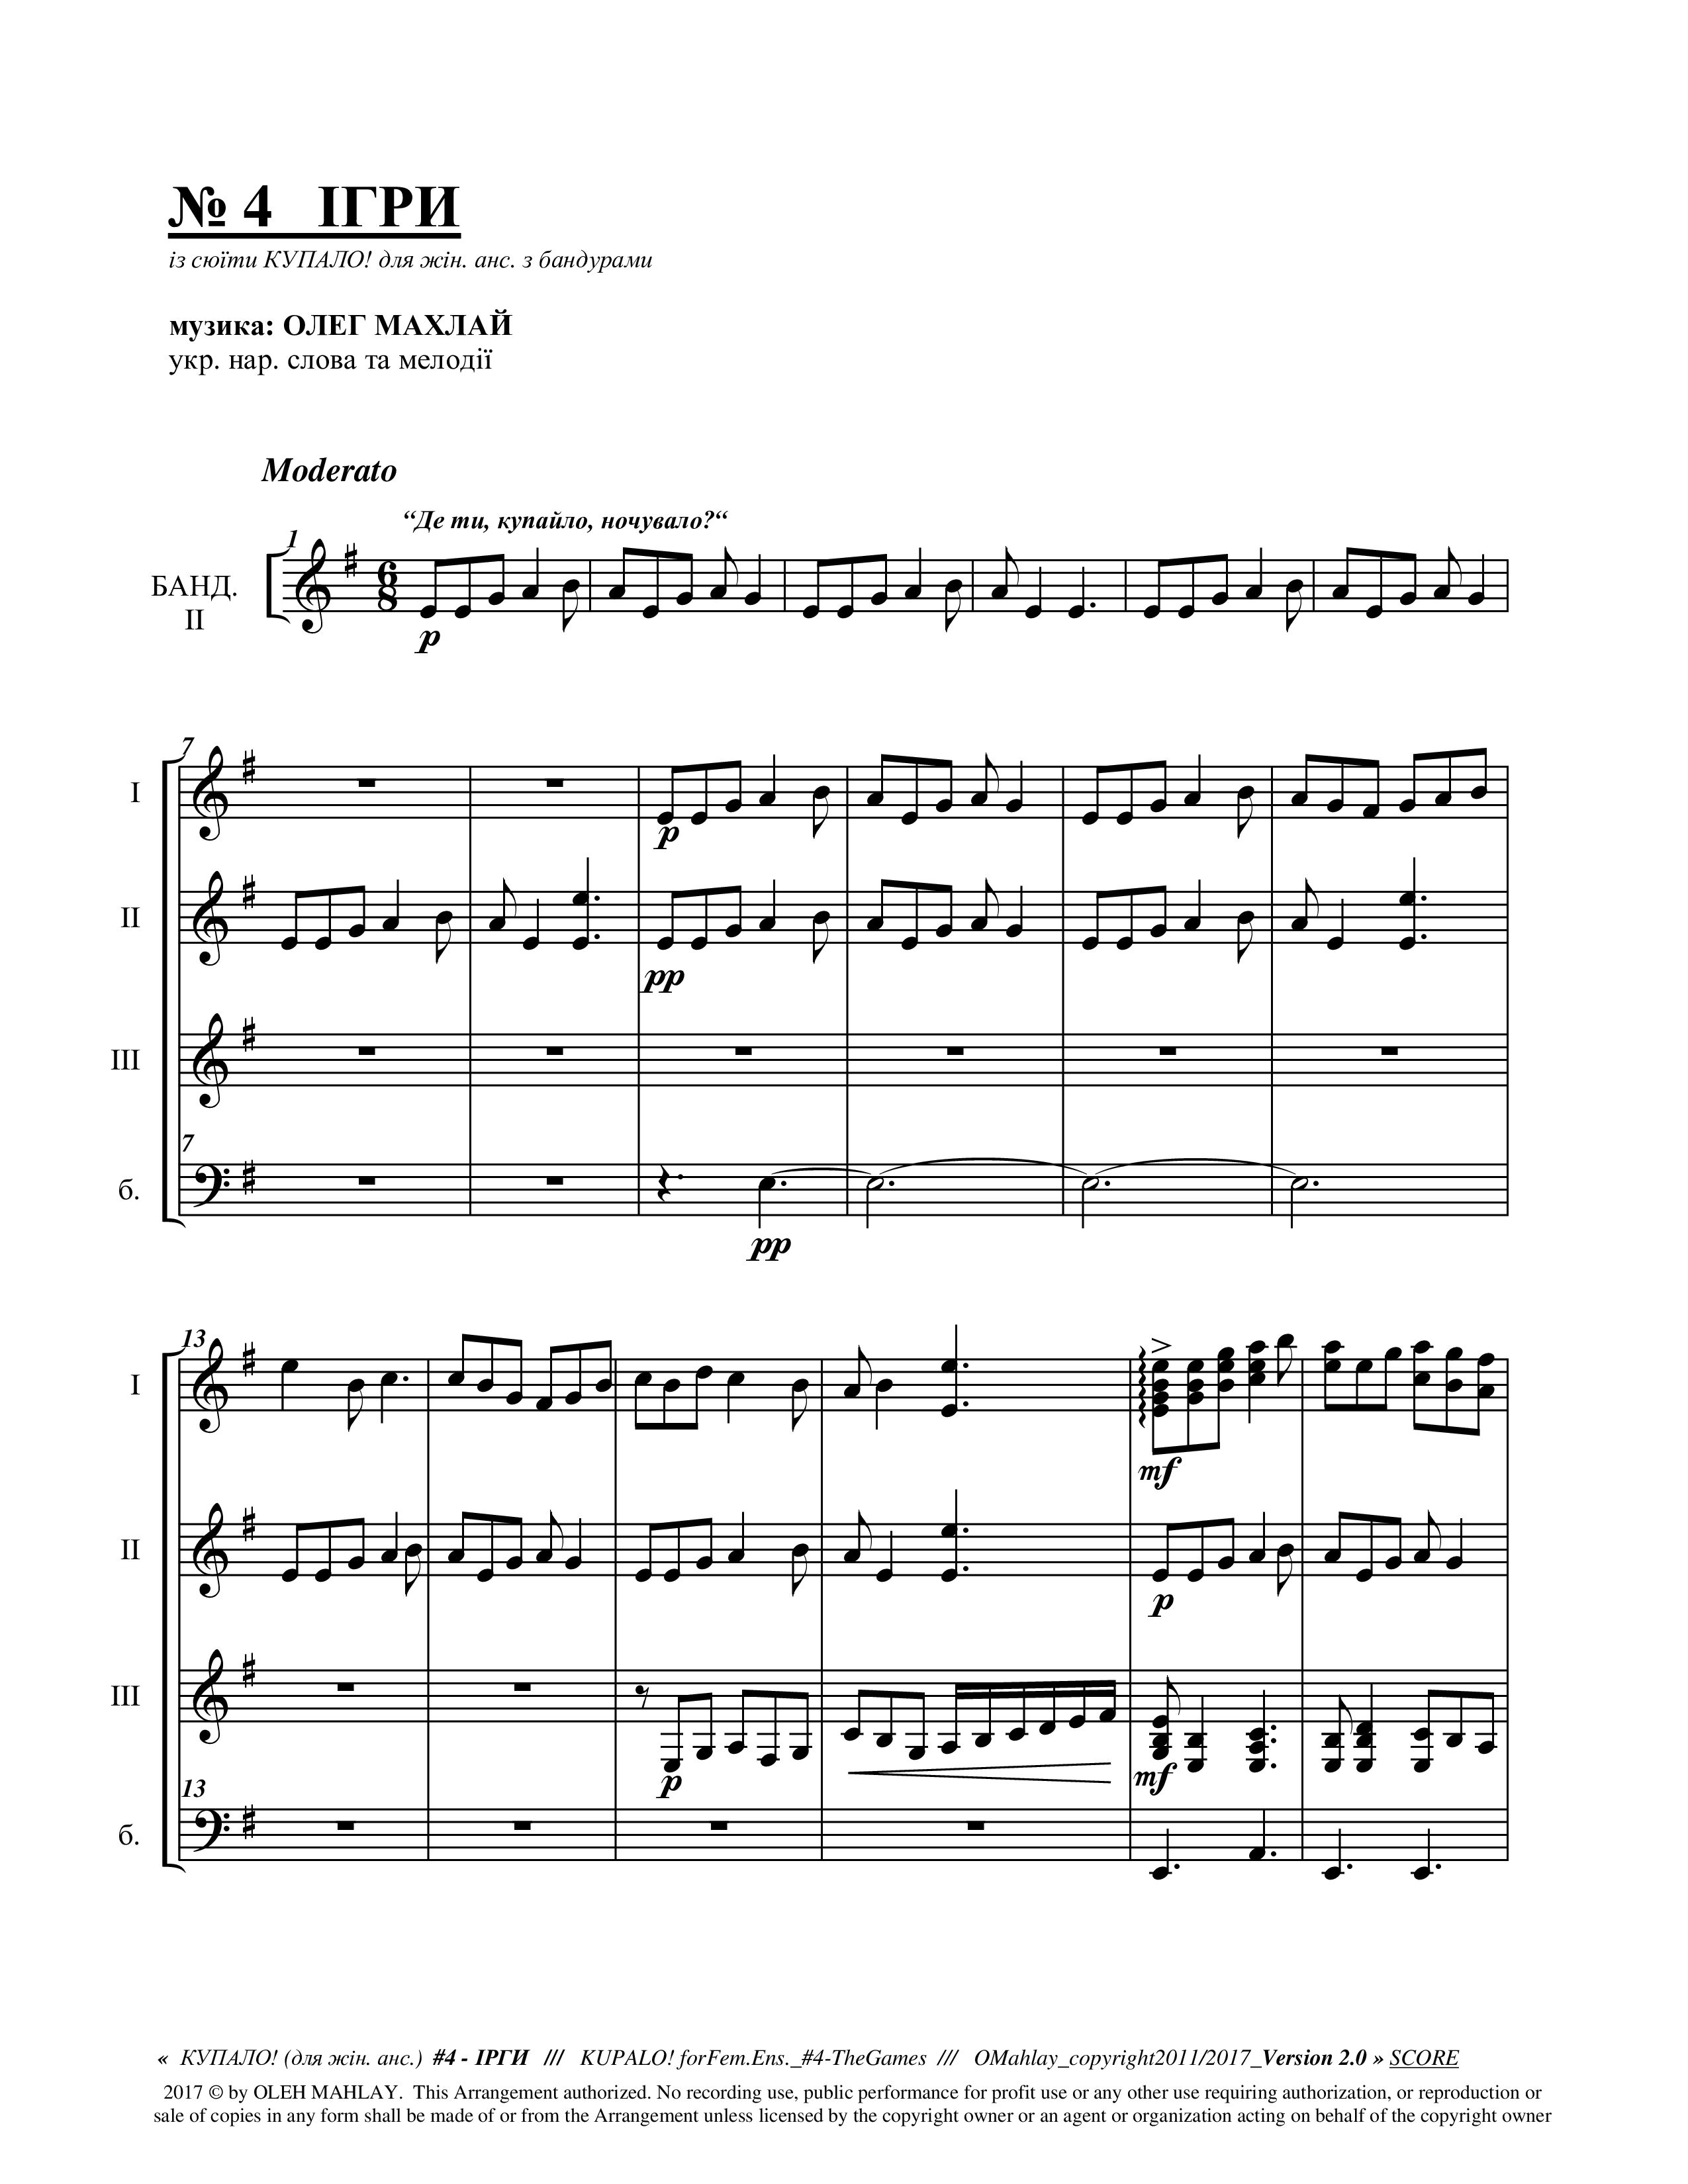 № 4 ІГРИ
із сюїти КУПАЛО! для жін. анс. з бандурами
музика: ОЛЕГ МАХЛАЙ
укр. нар. слова та мелодії
Moderato
“Де ти, купайло, ночувало?“
1
БАНД.
II
6
8
p
7
I
p
II
pp
III
7
б.
pp
13
I
mf
II
p
III
p
mf
13
б.
« КУПАЛО! (для жін. анс.) #4 - ІРГИ /// KUPALO! forFem.Ens._#4-TheGames /// OMahlay_copyright2011/2017_Version 2.0 » SCORE
2017 © by OLEH MAHLAY. This Arrangement authorized. No recording use, public performance for profit use or any other use requiring authorization, or reproduction or
sale of copies in any form shall be made of or from the Arrangement unless licensed by the copyright owner or an agent or organization acting on behalf of the copyright owner